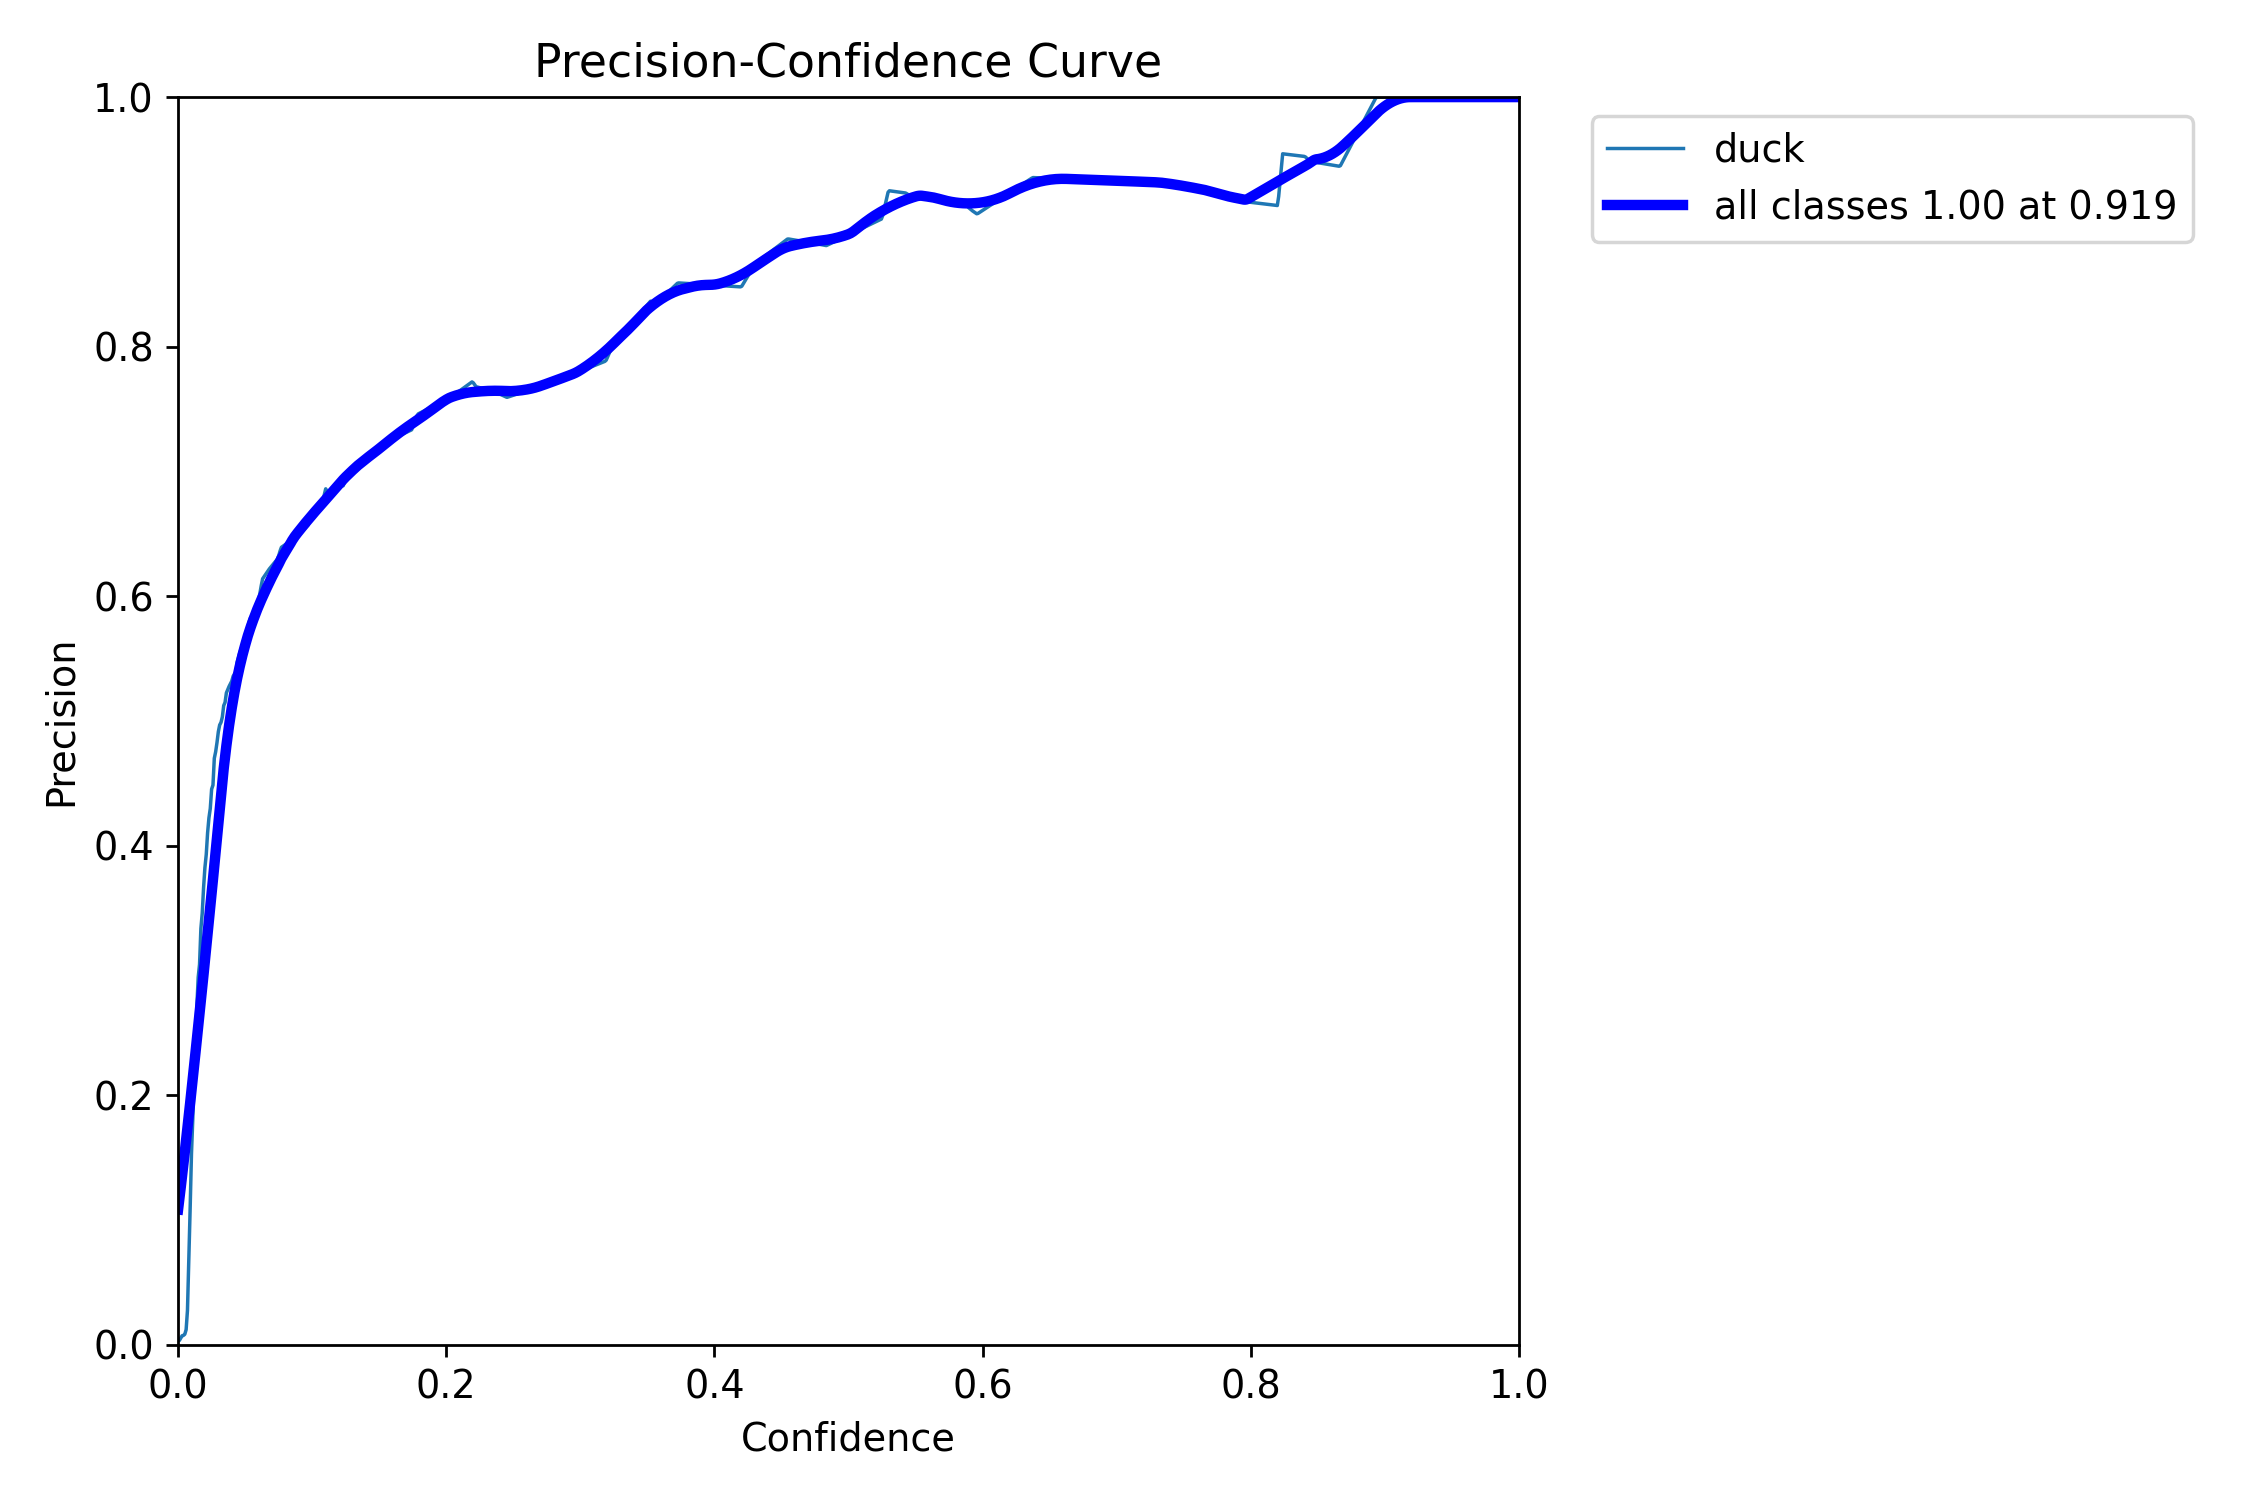 Precision-Confidence Curve
duck
all classes 1.00 at 0.919
Precision
1.0
0.8
0.6
0.4
0.2
0.0
0.0 0.2 0.4 0.6 0.8 1.0
Confidence